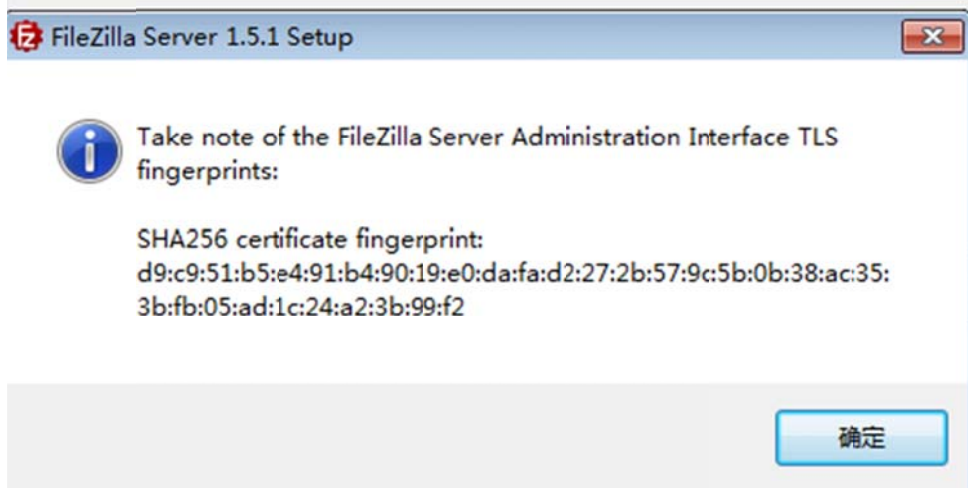 FileZilla Server 1.5.1 Setup
Take note of the FileZilla Server Administration Interface TLS
fingerprints:
SHA256 certificate fingerprint:
d9:c9:51:b5:e4:91:b4:90:19:e0:da:fa:d2:27:2b:57:9c:5b:0b:38:ac:35:
3b:fb:05:ad:1c:24:a2:3b:99:f2
确定